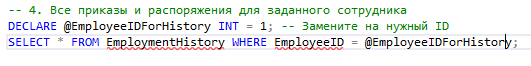 -- 4. Все приказы и распоряжения для заданного сотрудника
DECLARE @EmployeeIDForHistory INT = 1; -- Замените на нужный ID
SELECT * FROM EmploymentHistory WHERE EmployeeID = @EmployeeIDForHistory;